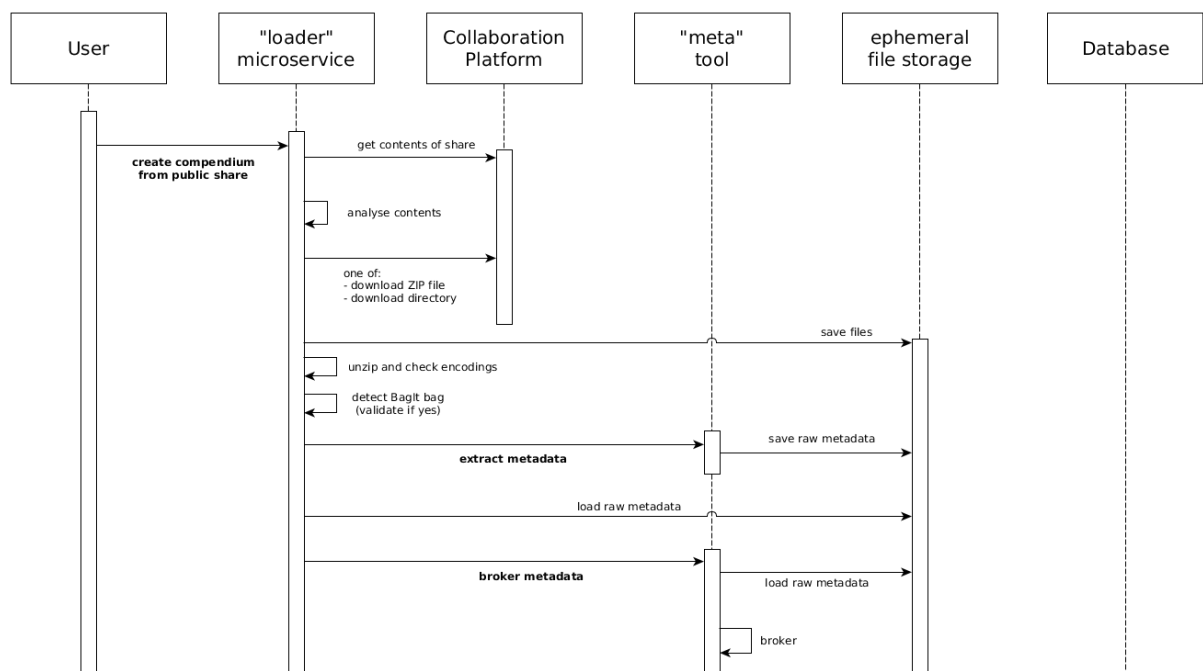 User
"loader"
microservice
Collaboration
Platform
"meta"
tool
ephemeral
file storage
Database
create compendium
from public share
get contents of share
analyse contents
one of:
- download ZIP file
- download directory
save files
unzip and check encodings
detect BagIt bag
(validate if yes)
extract metadata
save raw metadata
load raw metadata
broker metadata
load raw metadata
broker